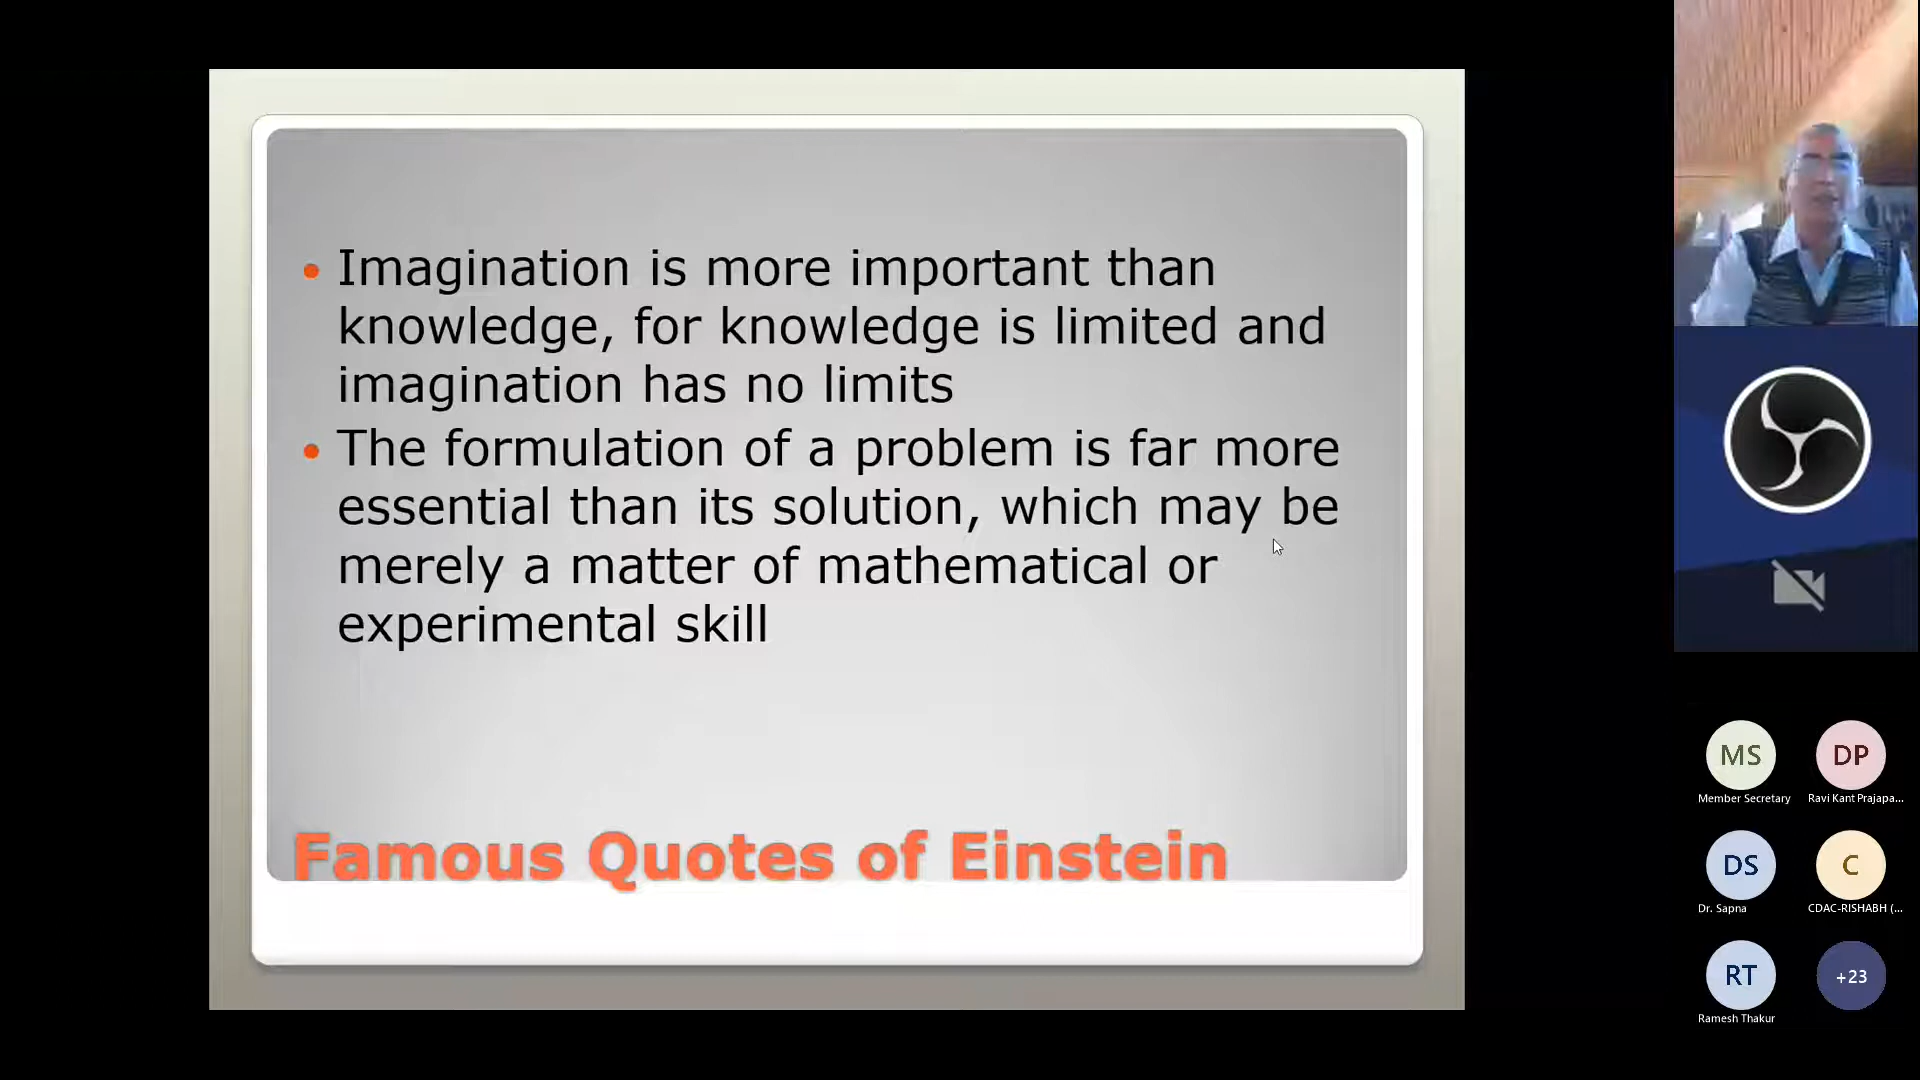 Imagination is more important than
knowledge, for knowledge is limited and
imagination has no limits
The formulation of a problem is far more
essential than its solution, which may be
merely a matter of mathematical or
experimental skill
Famous Quotes of Einstein
MS
Member Secretary
DP
Ravi Kant Prajapa...
DS
Dr. Sapna
C
CDAC-RISHABH (...
RT
Ramesh Thakur
+23